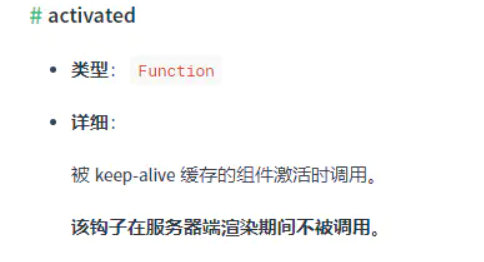 # activated
类型： Function
详细：
被 keep-alive 缓存的组件激活时调用。
该钩子在服务器端渲染期间不被调用。